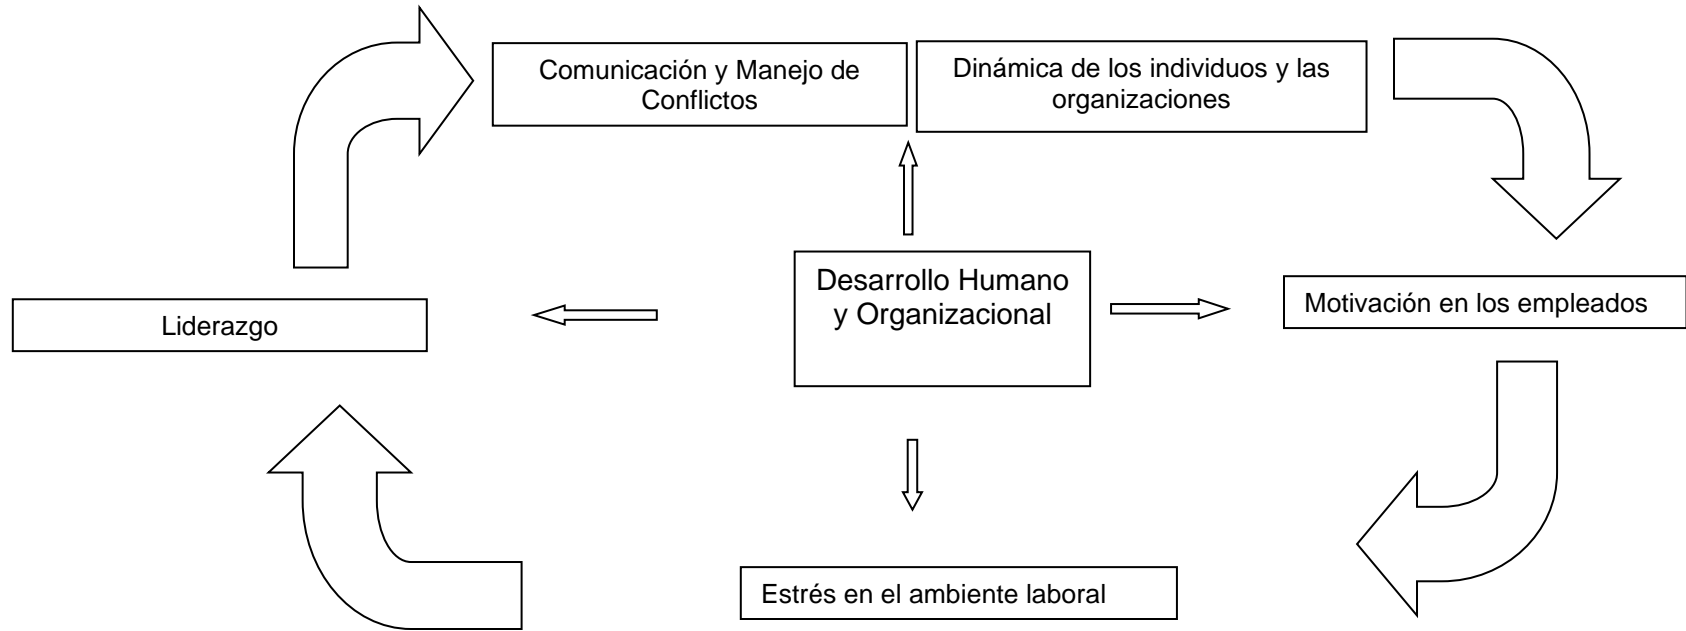 Comunicación y Manejo de
Conflictos
Dinámica de los individuos y las
organizaciones
Desarrollo Humano
y Organizacional
Motivación en los empleados
Liderazgo
Estrés en el ambiente laboral